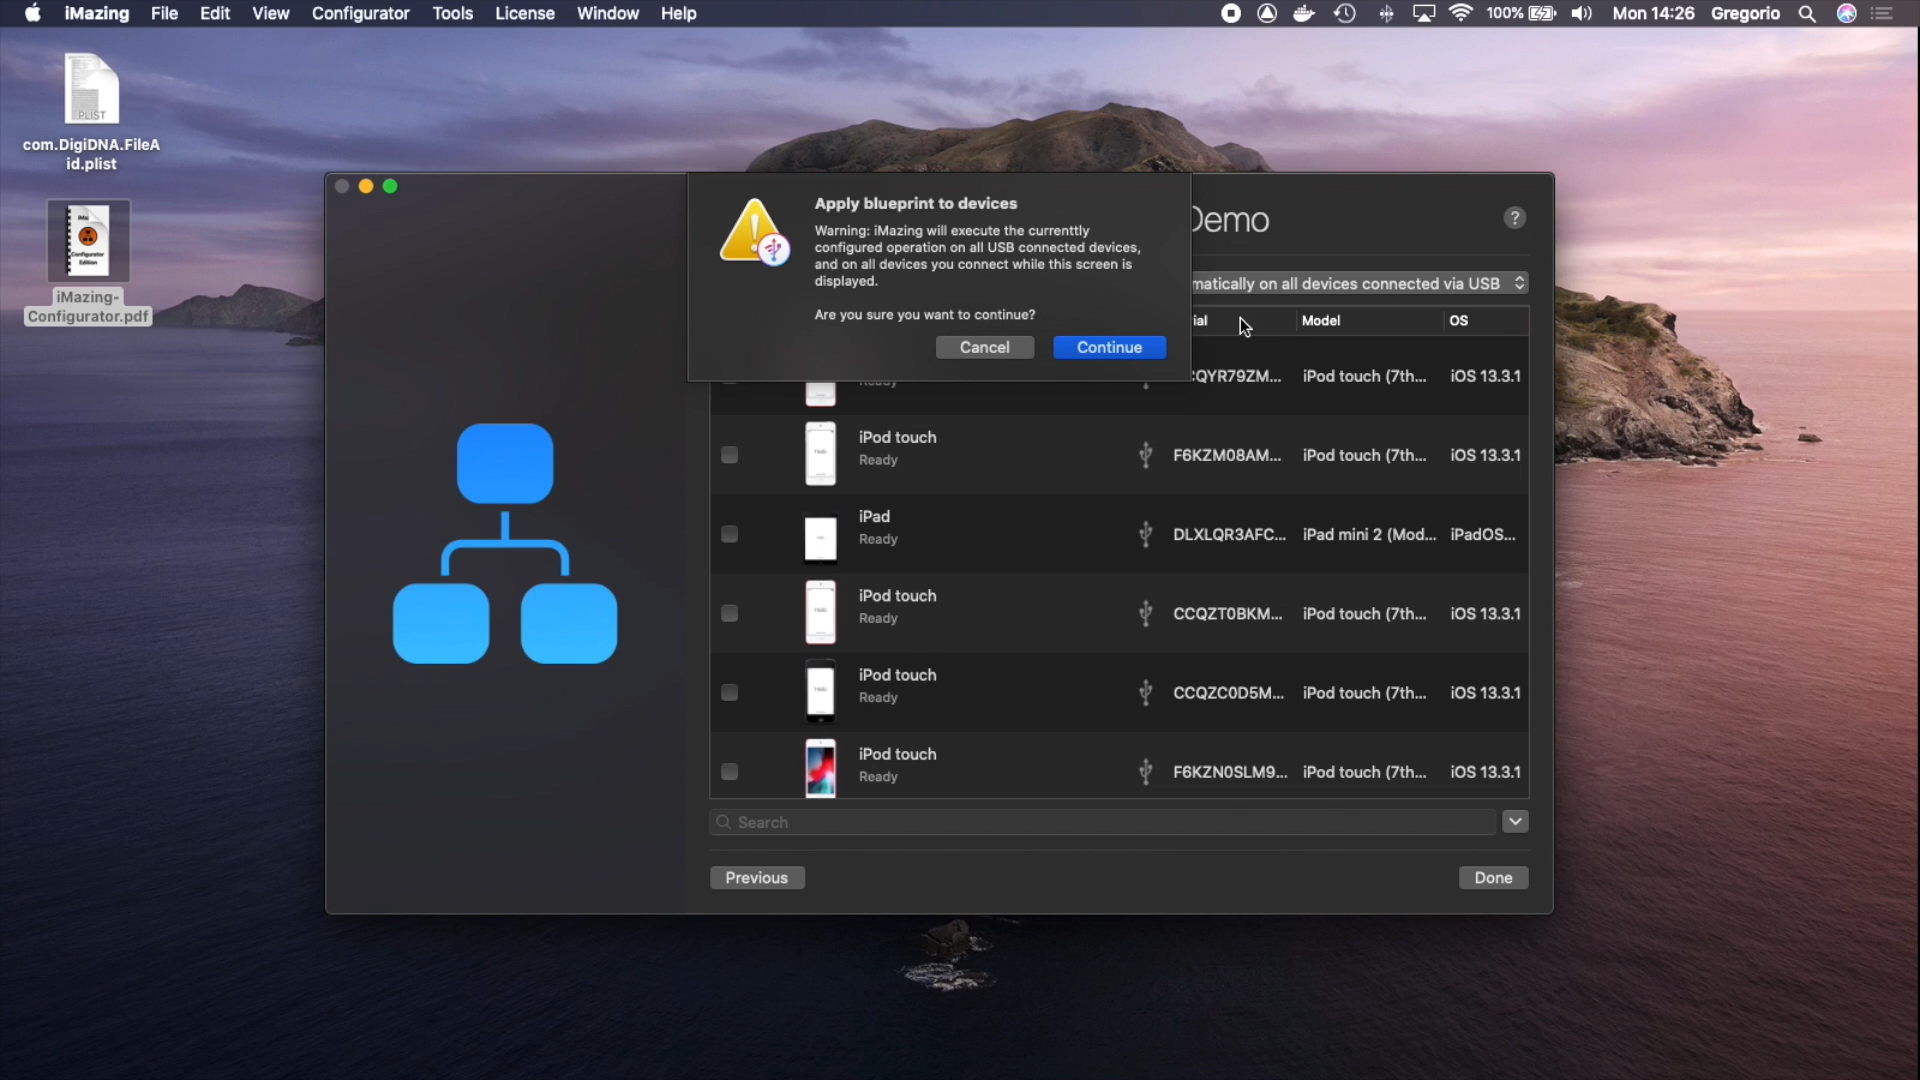 iMazing File Edit View Configurator Tools License Window Help
100% Mon 14:26 Gregorio
PLIST
com.DigiDNA.FileA
id.plist
Configurator
Edition
iMazing-
Configurator.pdf
Apply blueprint to devices
Warning: iMazing will execute the currenttly
configured operation on all USB connected devices,
and on all devices you connect while this screen is
displayed.
Are you sure you want to continue?
Cancel Continue
Demo ?
matically on all devices connected via USB
ial Model OS
Ready CQYR79ZM... iPod touch (7th... iOS 13.3.1
iPod touch
Ready
F6KZM08AM... iPod touch (7th... iOS 13.3.1
iPad
Ready
DLXLQR3AFC... iPad mini 2 (Mod... iPadOS...
iPod touch
Ready
CCQZT0BKM... iPod touch (7th... iOS 13.3.1
iPod touch
Ready
CCQZC0D5M... iPod touch (7th... iOS 13.3.1
iPod touch
Ready
F6KZN0SLM9... iPod touch (7th... iOS 13.3.1
Search
Previous Done